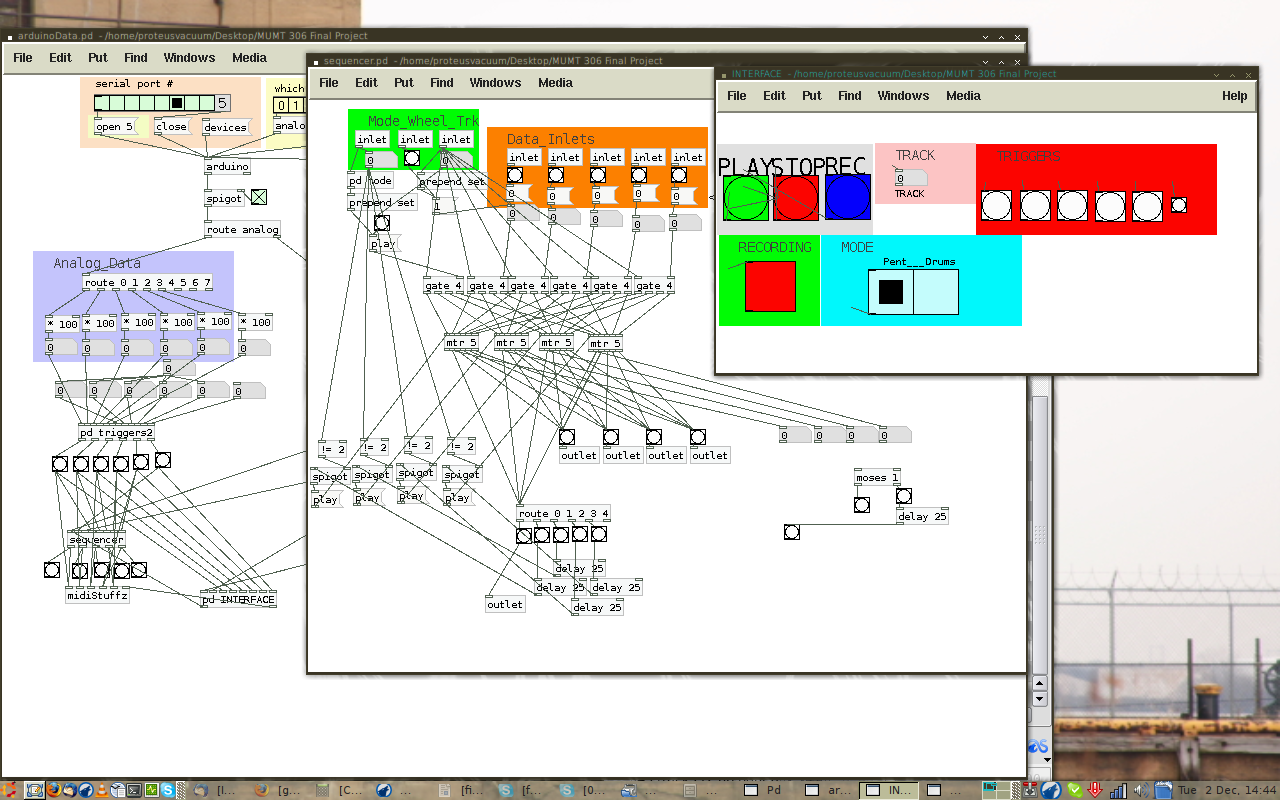 arduinoData.pd - /home/proteusvacuum/Desktop/MUMT 306 Final Project
File Edit Put Find Windows Media
serial port #
5
open 5 close devices
which
0 1
analo
arduino
spigot
route analog
Analog_Data
route 0 1 2 3 4 5 6 7
* 100 * 100 * 100 * 100 * 100 * 100
0 0 0 0 0 0
0
0 0 0 0 0 0
pd triggers2
sequencer
midiStuffz
pd INTERFACE
sequencer.pd - /home/proteusvacuum/Desktop/MUMT 306 Final Project
File Edit Put Find Windows Media
Mode_Wheel_Trk
inlet inlet inlet
0 0
pd mode prepend set
prepend set 1
play
Data_Inlets
inlet inlet inlet inlet inlet
0 0 0 0 0
0 0 0 0 0
gate 4 gate 4 gate 4 gate 4 gate 4 gate 4
mtr 5 mtr 5 mtr 5 mtr 5
!= 2 != 2 != 2 != 2
spigot spigot spigot spigot
play play play play
outlet outlet outlet outlet
0 0 0 0
moses 1
delay 25
route 0 1 2 3 4
delay 25
delay 25 delay 25
outlet delay 25
INTERFACE - /home/proteusvacuum/Desktop/MUMT 306 Final Project
File Edit Put Find Windows Media Help
PLAY STOP REC
TRACK
0
TRACK
TRIGGERS
RECORDING
MODE
Pent___Drums
[I... [g... [C... ... [fi... [f... [0... ... ... Pd ar... IN... ... Tue 2 Dec, 14:44